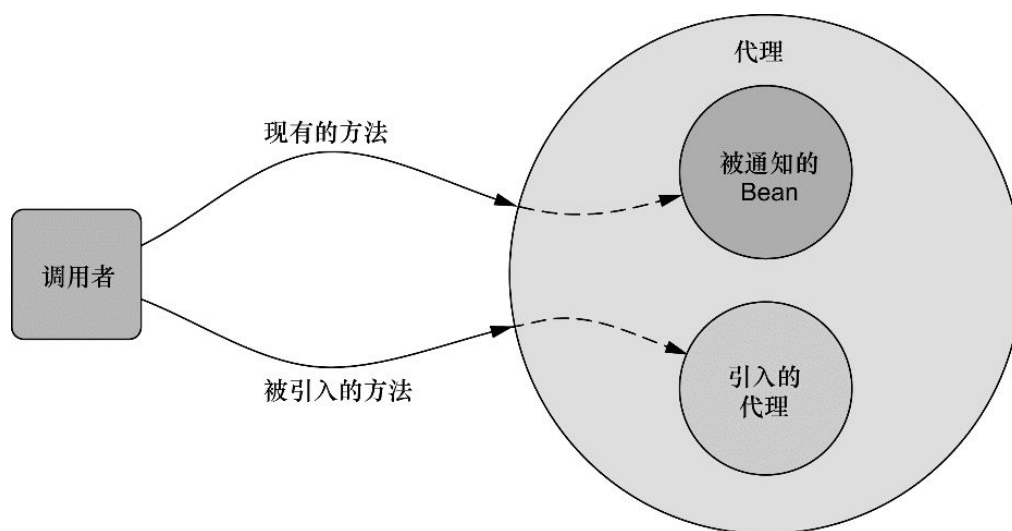 代理
现有的方法
被通知的
Bean
调用者
被引入的方法
引入的
代理